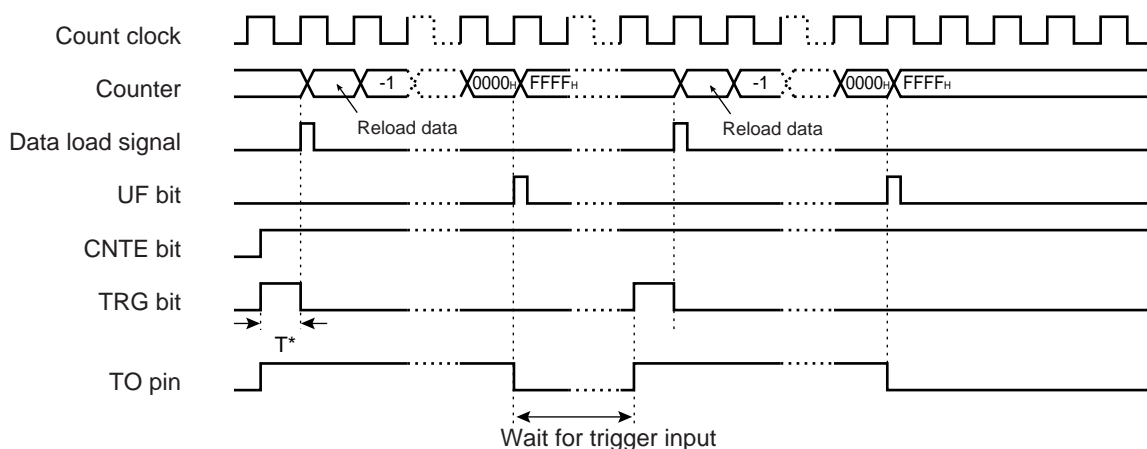 Count clock
Counter -1 0000H FFFFH -1 0000H FFFFH
Reload data Reload data
Data load signal
UF bit
CNTE bit
TRG bit
T*
TO pin
Wait for trigger input